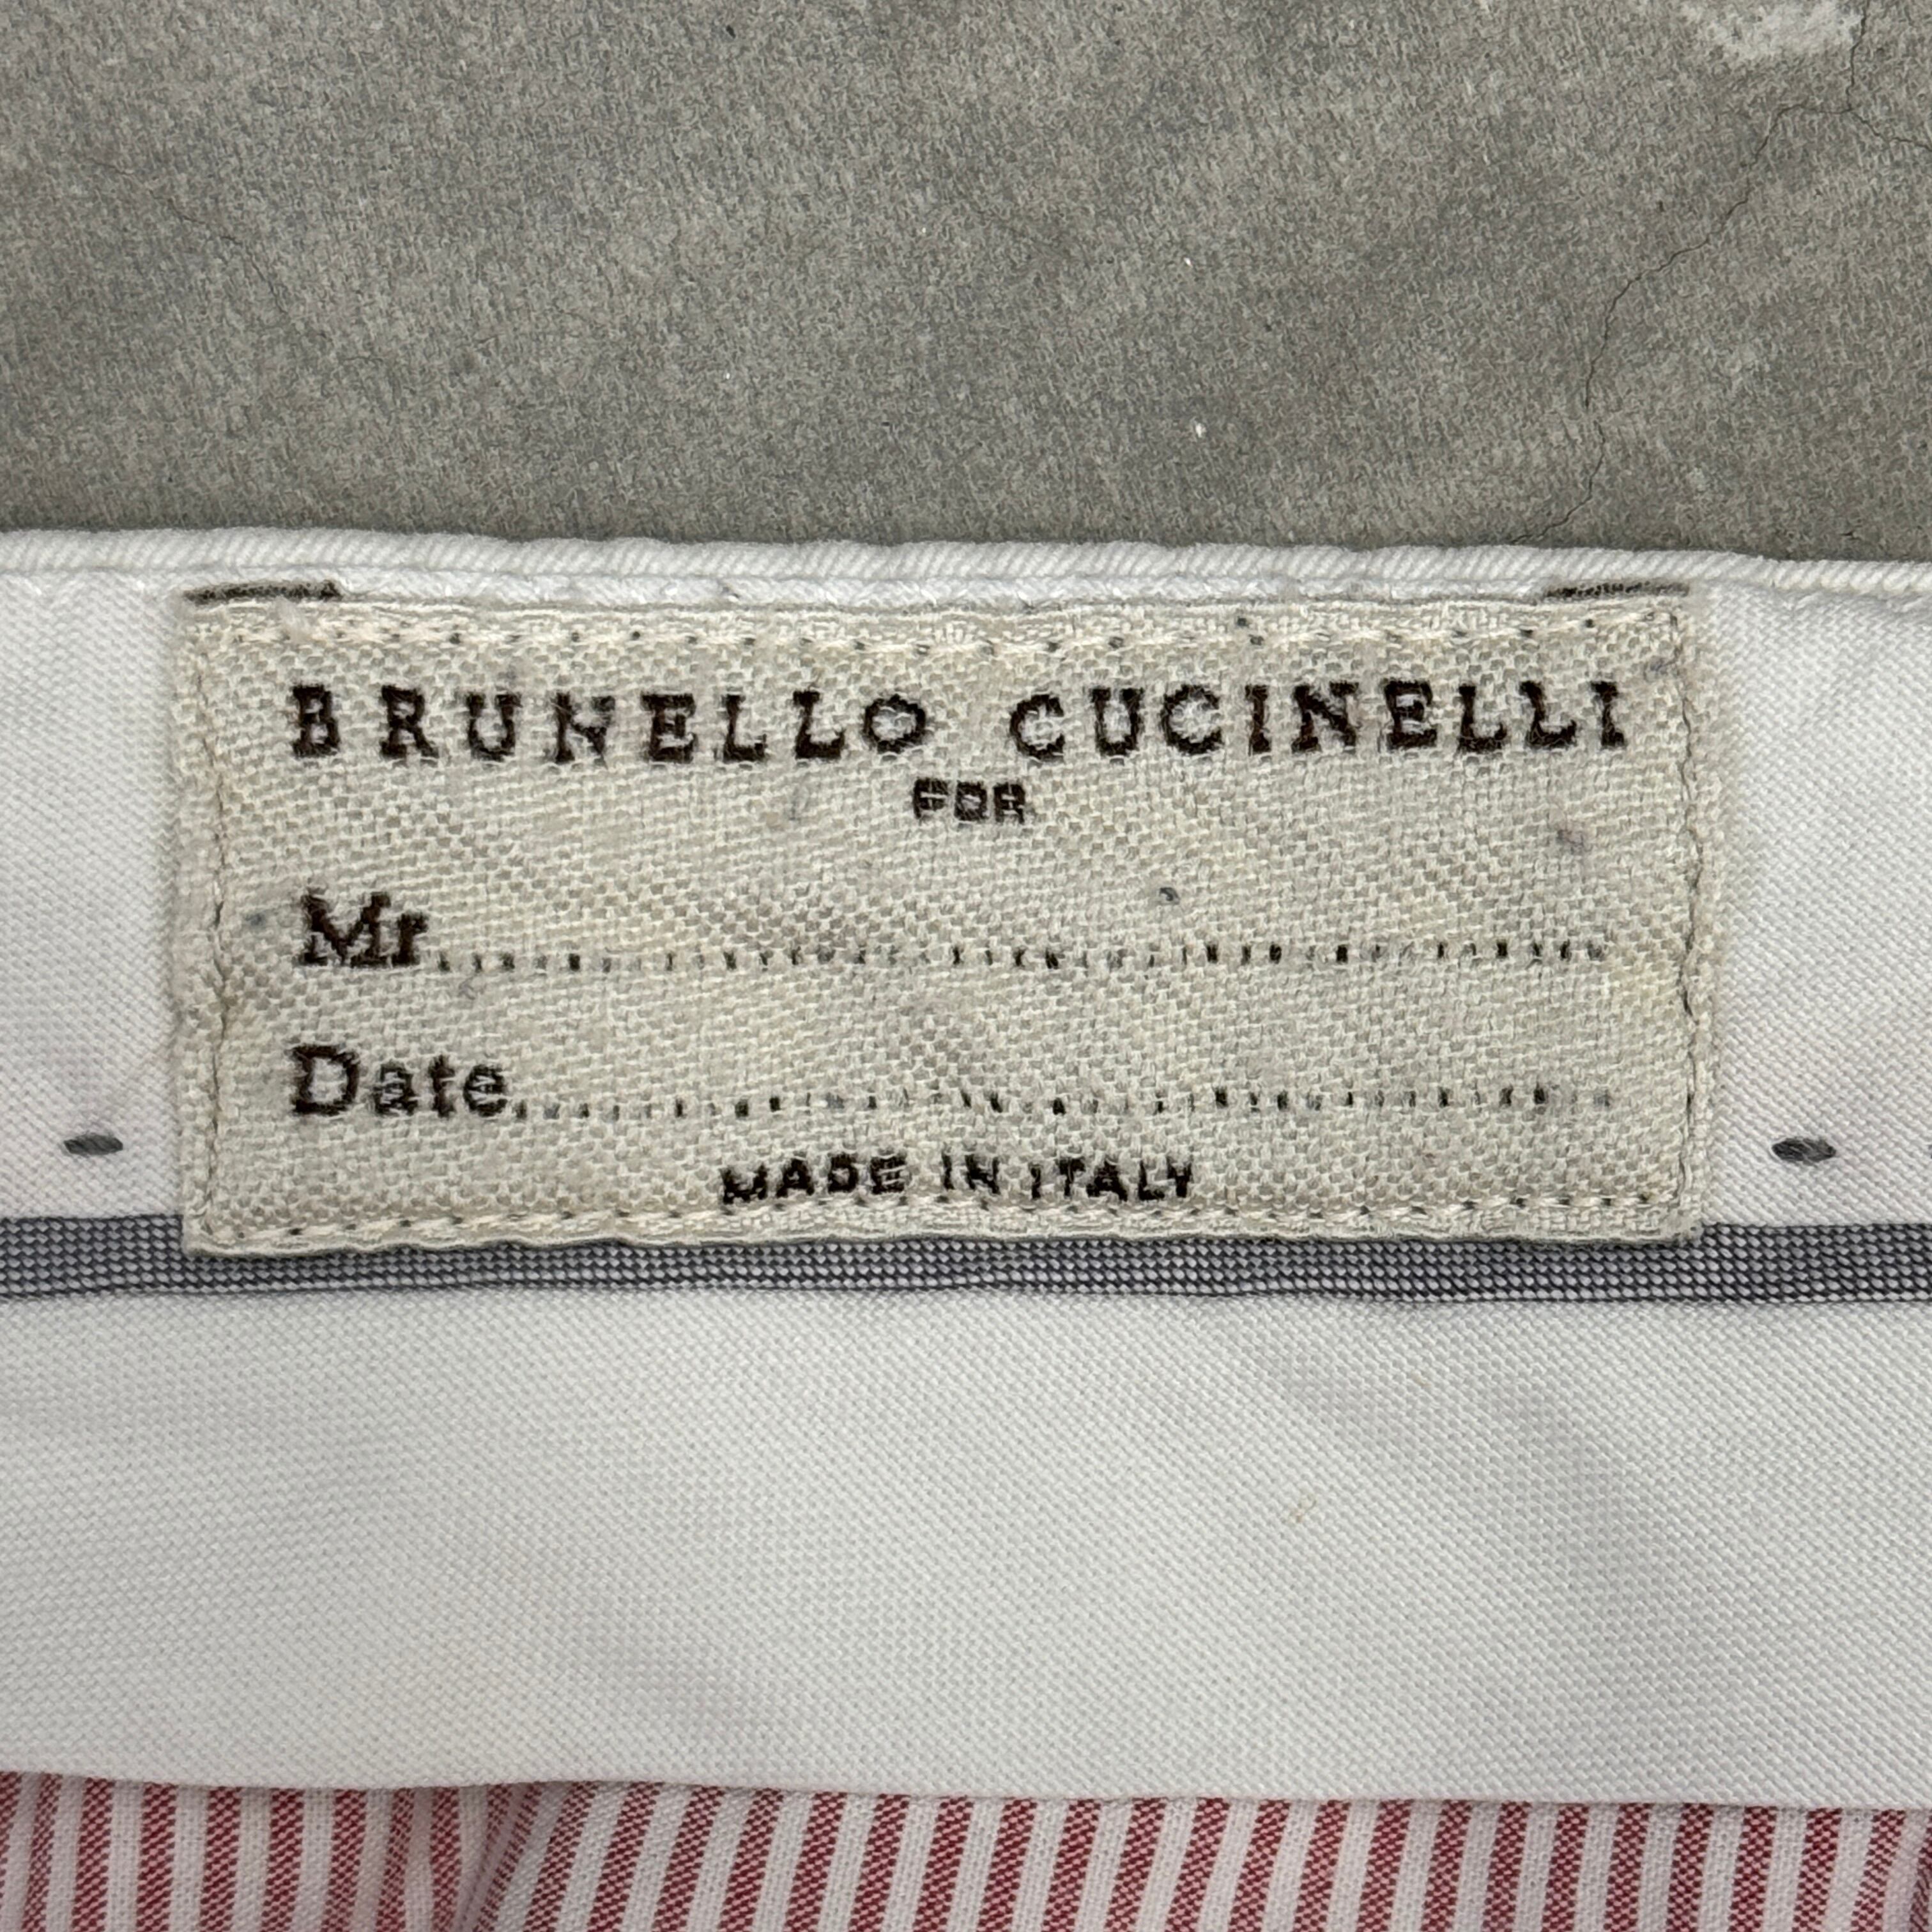 BRUNELLO CUCINELLI
FOR
Mr......................................
Date....................................
MADE IN ITALY